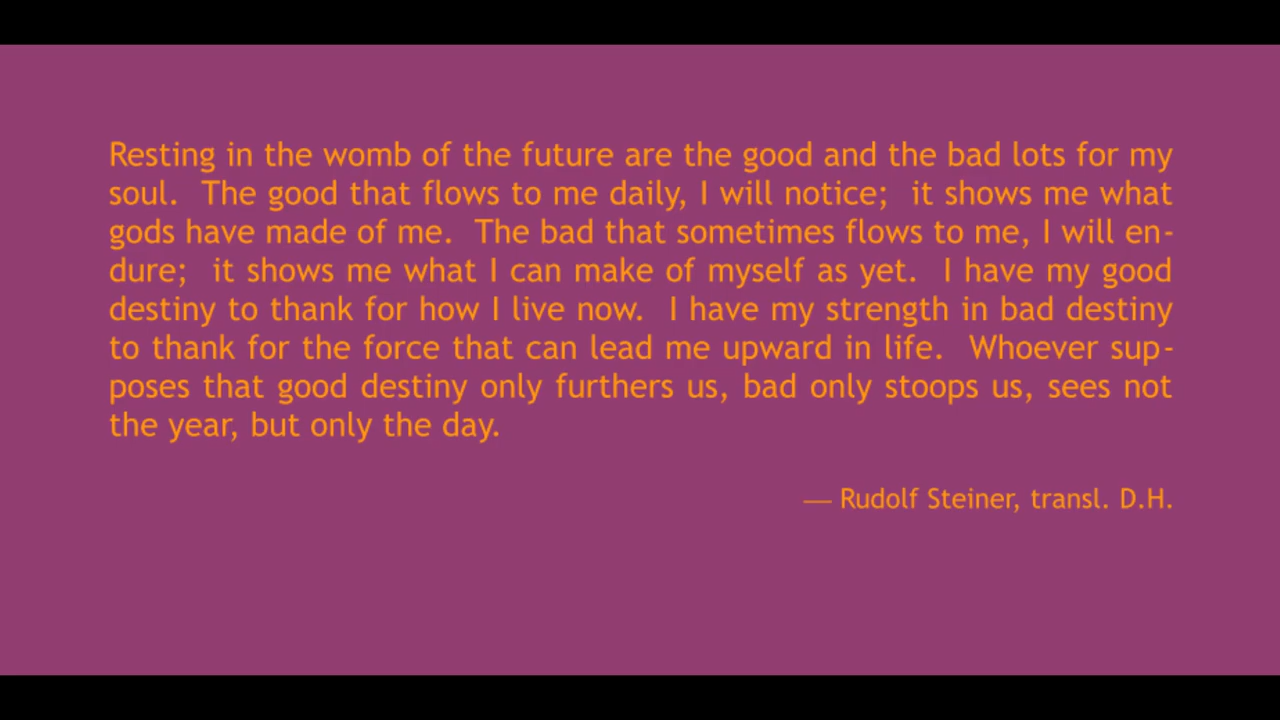 Resting in the womb of the future are the good and the bad lots for my
soul.  The good that flows to me daily, I will notice;  it shows me what
gods have made of me.  The bad that sometimes flows to me, I will en-
dure;  it shows me what I can make of myself as yet.  I have my good
destiny to thank for how I live now.  I have my strength in bad destiny
to thank for the force that can lead me upward in life.  Whoever sup-
poses that good destiny only furthers us, bad only stoops us, sees not
the year, but only the day.
— Rudolf Steiner, transl. D.H.